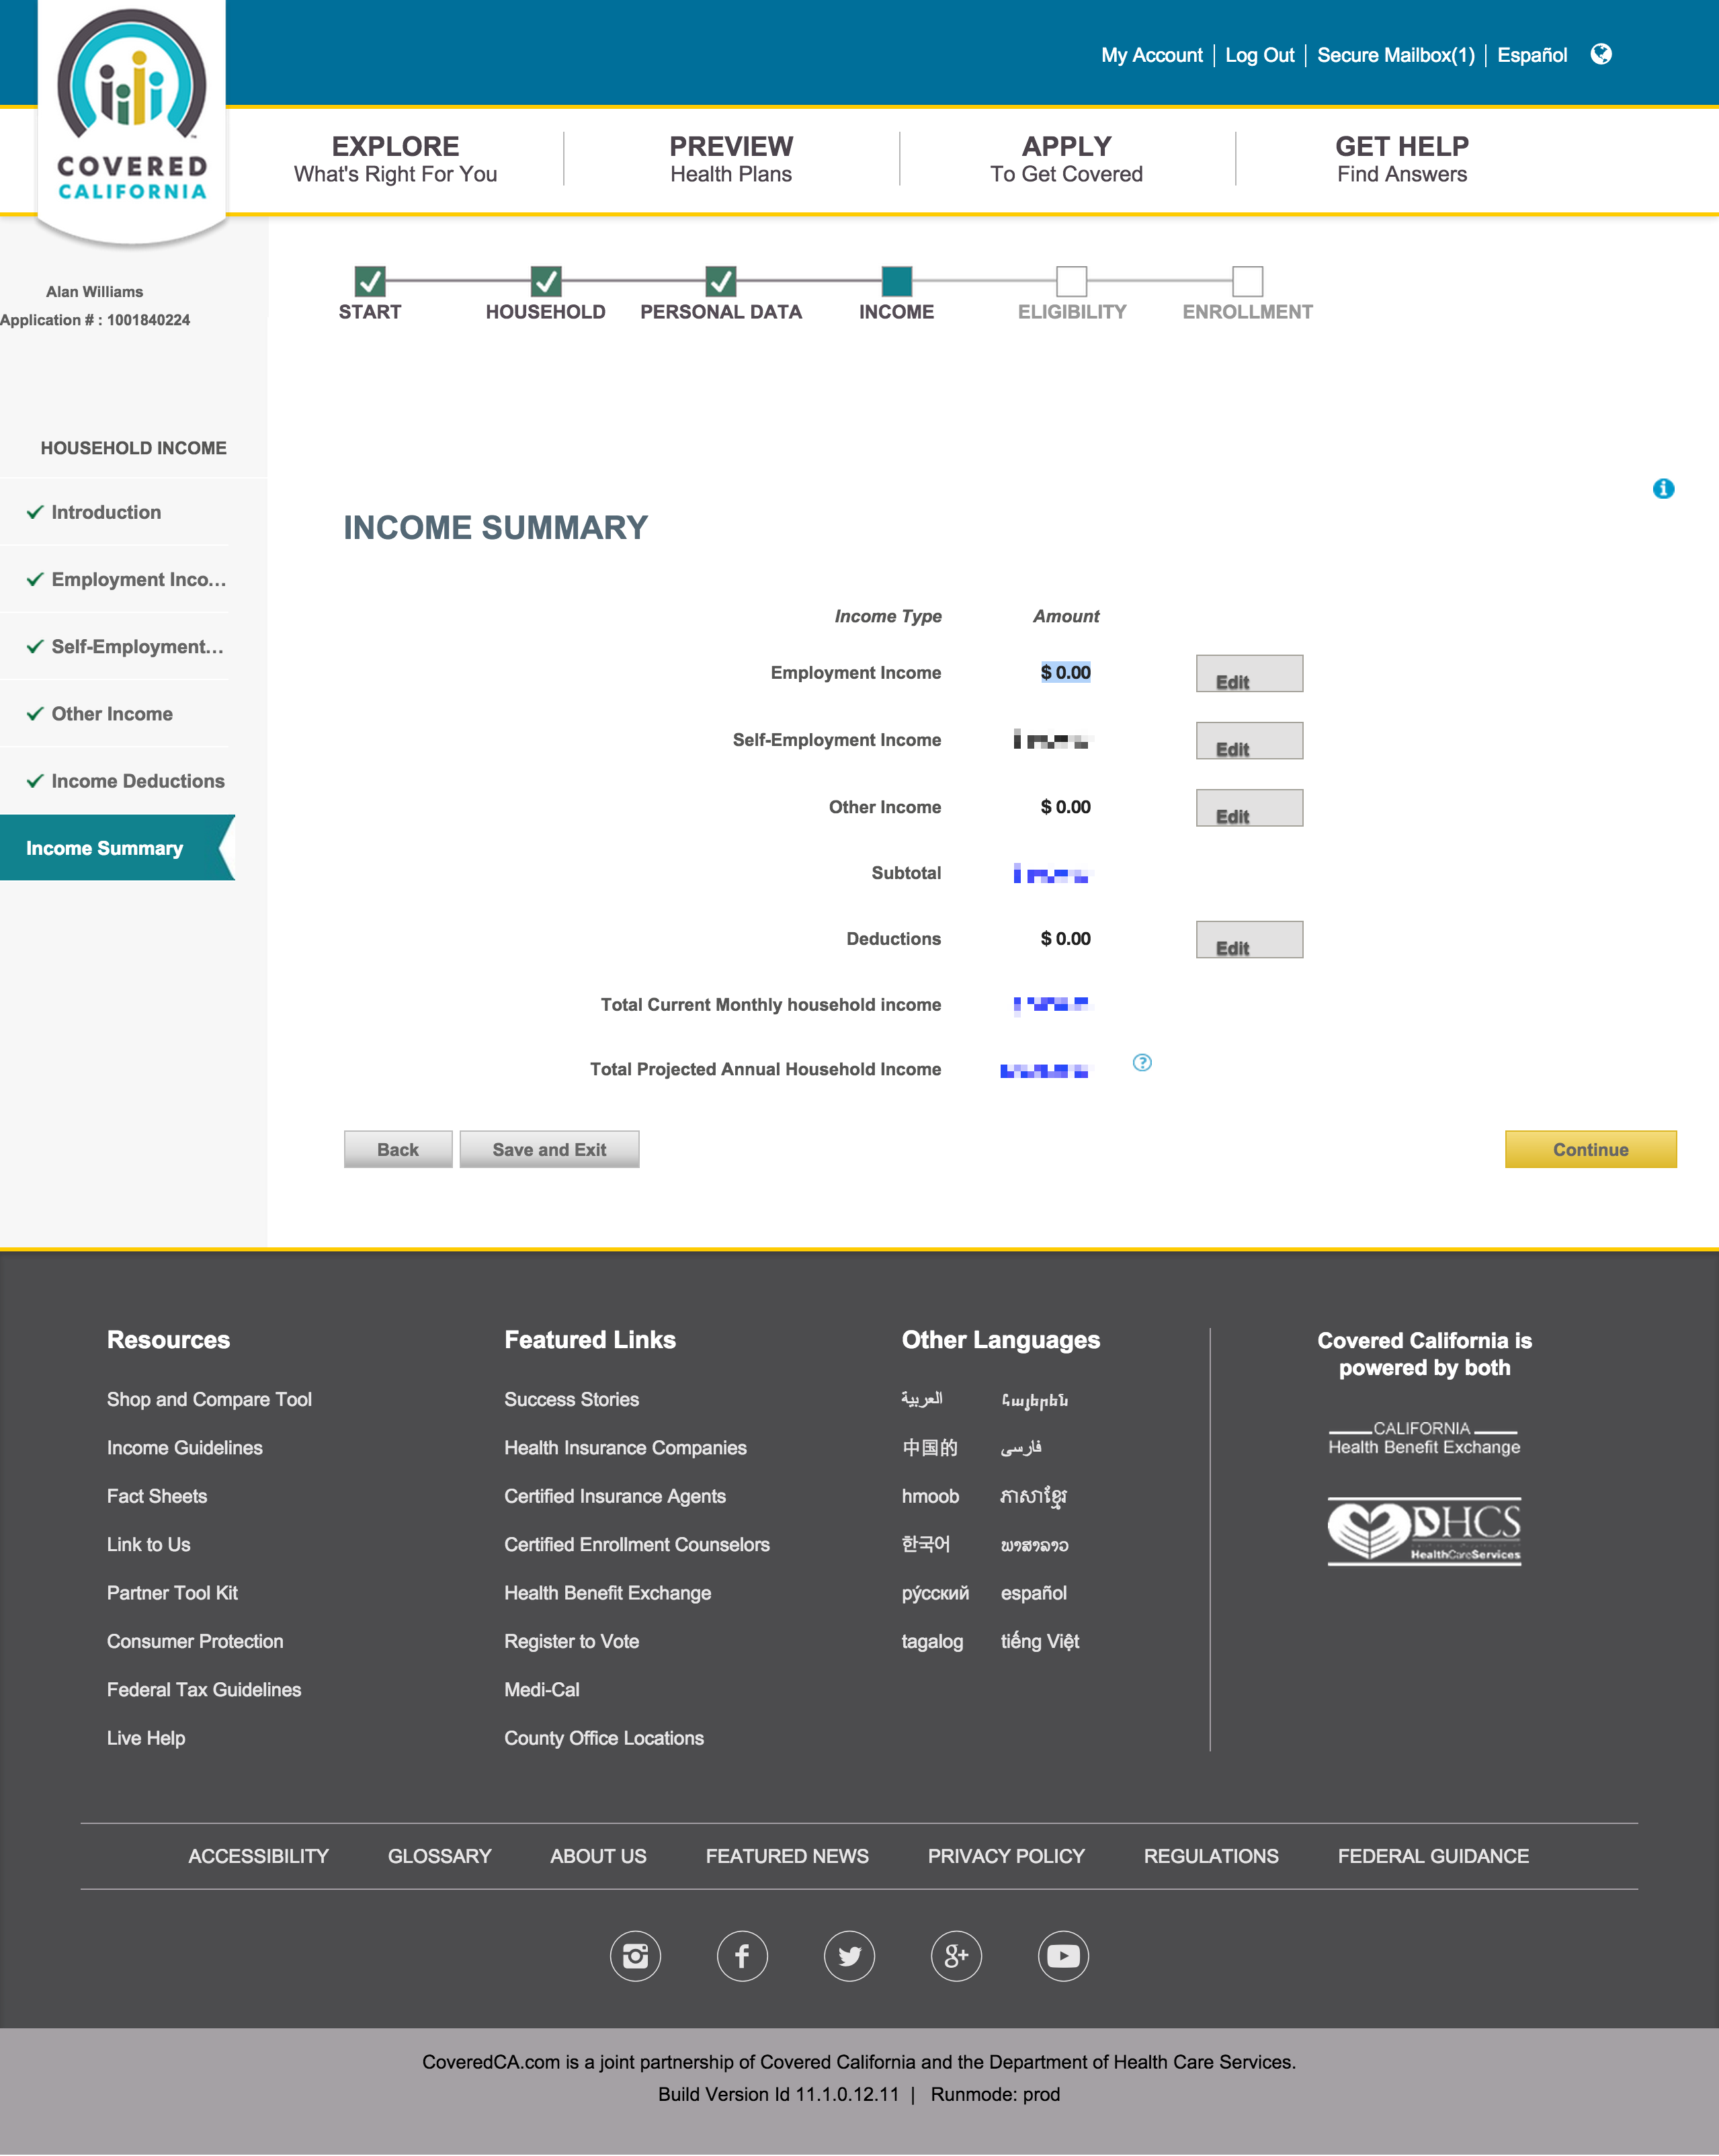 My Account | Log Out | Secure Mailbox(1) | Español
COVERED
CALIFORNIA
EXPLORE
What's Right For You
PREVIEW
Health Plans
APPLY
To Get Covered
GET HELP
Find Answers
Alan Williams
Application # : 1001840224
START
HOUSEHOLD
PERSONAL DATA
INCOME
ELIGIBILITY
ENROLLMENT
HOUSEHOLD INCOME
Introduction
Employment Inco...
Self-Employment...
Other Income
Income Deductions
Income Summary
INCOME SUMMARY
Income Type Amount
Employment Income $ 0.00 Edit
Self-Employment Income Edit
Other Income $ 0.00 Edit
Subtotal
Deductions $ 0.00 Edit
Total Current Monthly household income
Total Projected Annual Household Income ?
Back Save and Exit Continue
Resources
Shop and Compare Tool
Income Guidelines
Fact Sheets
Link to Us
Partner Tool Kit
Consumer Protection
Federal Tax Guidelines
Live Help
Featured Links
Success Stories
Health Insurance Companies
Certified Insurance Agents
Certified Enrollment Counselors
Health Benefit Exchange
Register to Vote
Medi-Cal
County Office Locations
Other Languages
العربية Հայերեն
中国的 فارسی
hmoob ភាសាខ្មែរ
한국어 ພາສາລາວ
ру́сский español
tagalog tiếng Việt
Covered California is
powered by both
CALIFORNIA
Health Benefit Exchange
DHCS
HealthCareServices
ACCESSIBILITY GLOSSARY ABOUT US FEATURED NEWS PRIVACY POLICY REGULATIONS FEDERAL GUIDANCE
CoveredCA.com is a joint partnership of Covered California and the Department of Health Care Services.
Build Version Id 11.1.0.12.11 | Runmode: prod